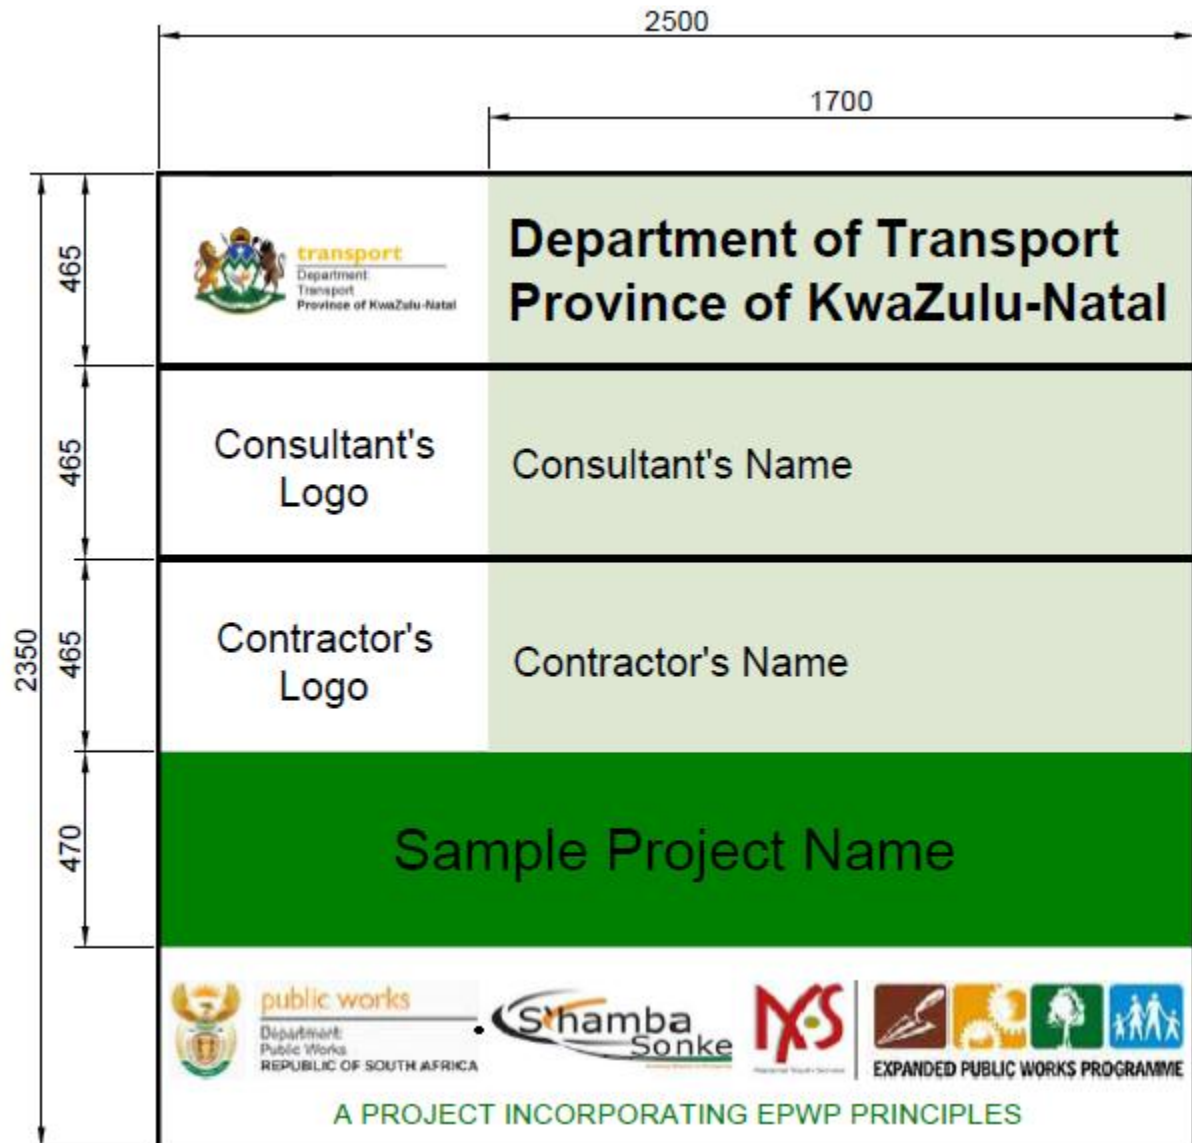 2500
1700
465
transport
Department:
Transport
Province of KwaZulu-Natal
Department of Transport
Province of KwaZulu-Natal
465
Consultant's
Logo
Consultant's Name
2350
465
Contractor's
Logo
Contractor's Name
470
Sample Project Name
public works
Department:
Public Works
REPUBLIC OF SOUTH AFRICA
S'hamba
Sonke
NYS
EXPANDED PUBLIC WORKS PROGRAMME
A PROJECT INCORPORATING EPWP PRINCIPLES